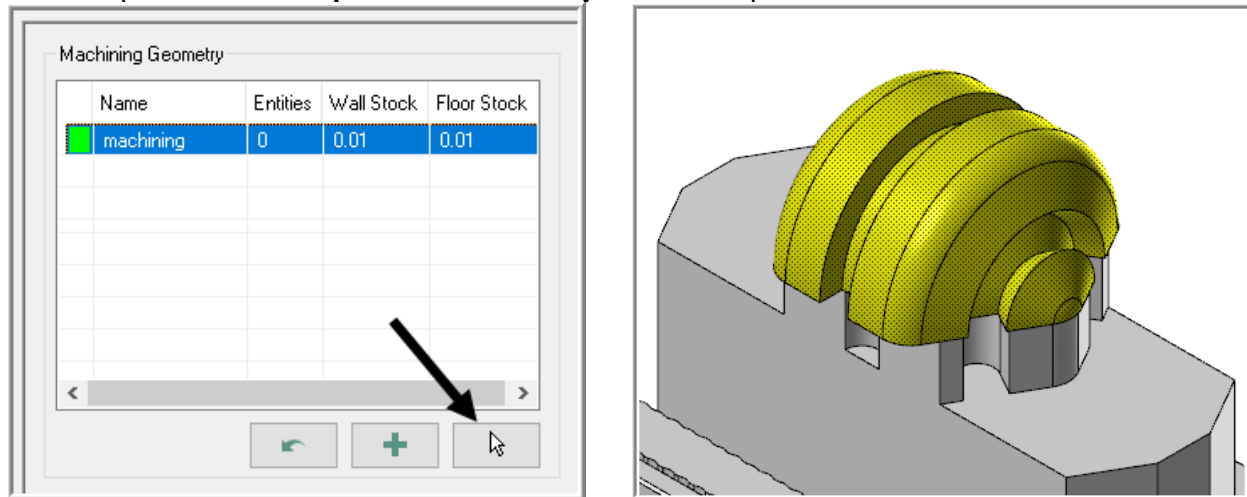 Machining Geometry
Name Entities Wall Stock Floor Stock
machining 0 0.01 0.01